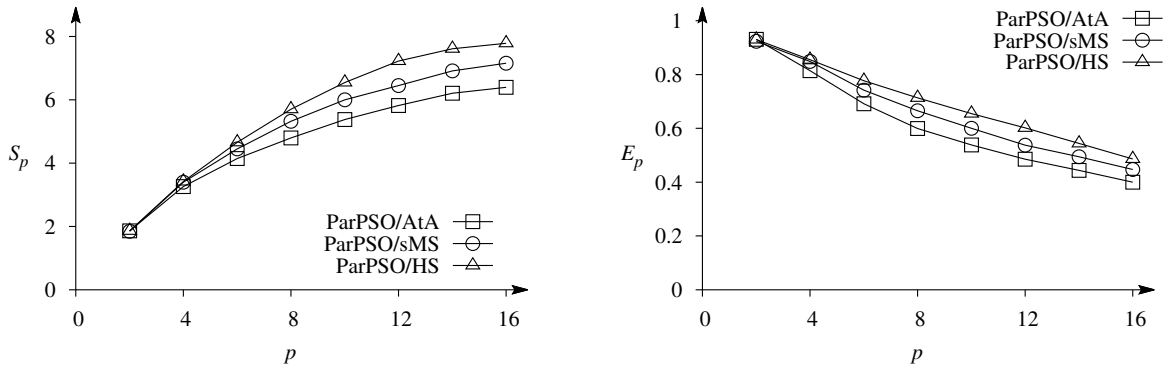 8
6
S_p
4
2
0
ParPSO/AtA
ParPSO/sMS
ParPSO/HS
0 4 8 12 16
p
1
ParPSO/AtA
ParPSO/sMS
ParPSO/HS
0.8
0.6
E_p
0.4
0.2
0
0 4 8 12 16
p